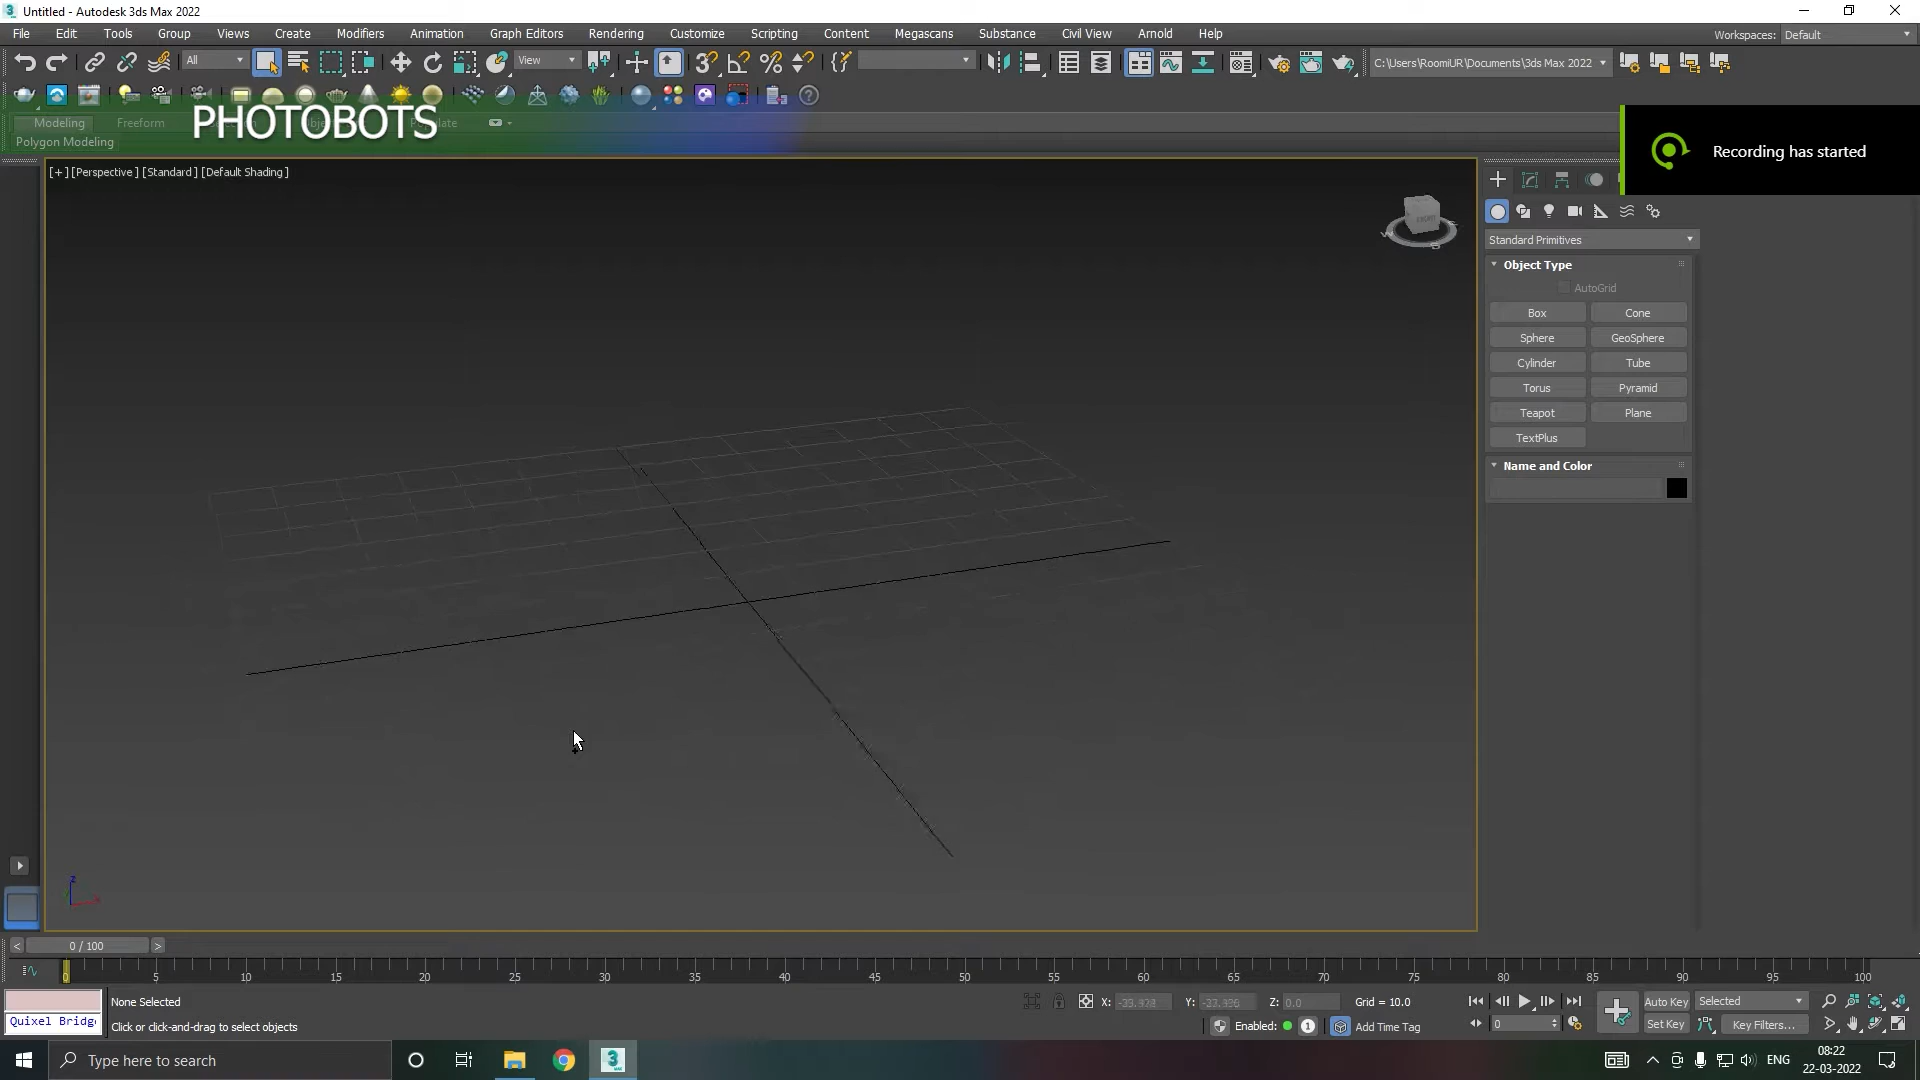 Untitled - Autodesk 3ds Max 2022
File Edit Tools Group Views Create Modifiers Animation Graph Editors Rendering Customize Scripting Content Megascans Substance Civil View Arnold Help
Workspaces: Default
All View C:\Users\RoomiUR\Documents\3ds Max 2022
PHOTOBOTS
Modeling Freeform
Polygon Modeling
Recording has started
[+] [Perspective] [Standard] [Default Shading]
Standard Primitives
Object Type
AutoGrid
Box Cone
Sphere GeoSphere
Cylinder Tube
Torus Pyramid
Teapot Plane
TextPlus
Name and Color
z
0 / 100
0 5 10 15 20 25 30 35 40 45 50 55 60 65 70 75 80 85 90 95 100
None Selected
X: -33.928 Y: -33.926 Z: 0.0 Grid = 10.0
Auto Key Selected
Quixel Bridg
Click or click-and-drag to select objects
Enabled: 1 Add Time Tag
0
Set Key Key Filters...
Type here to search
ENG
08:22
22-03-2022